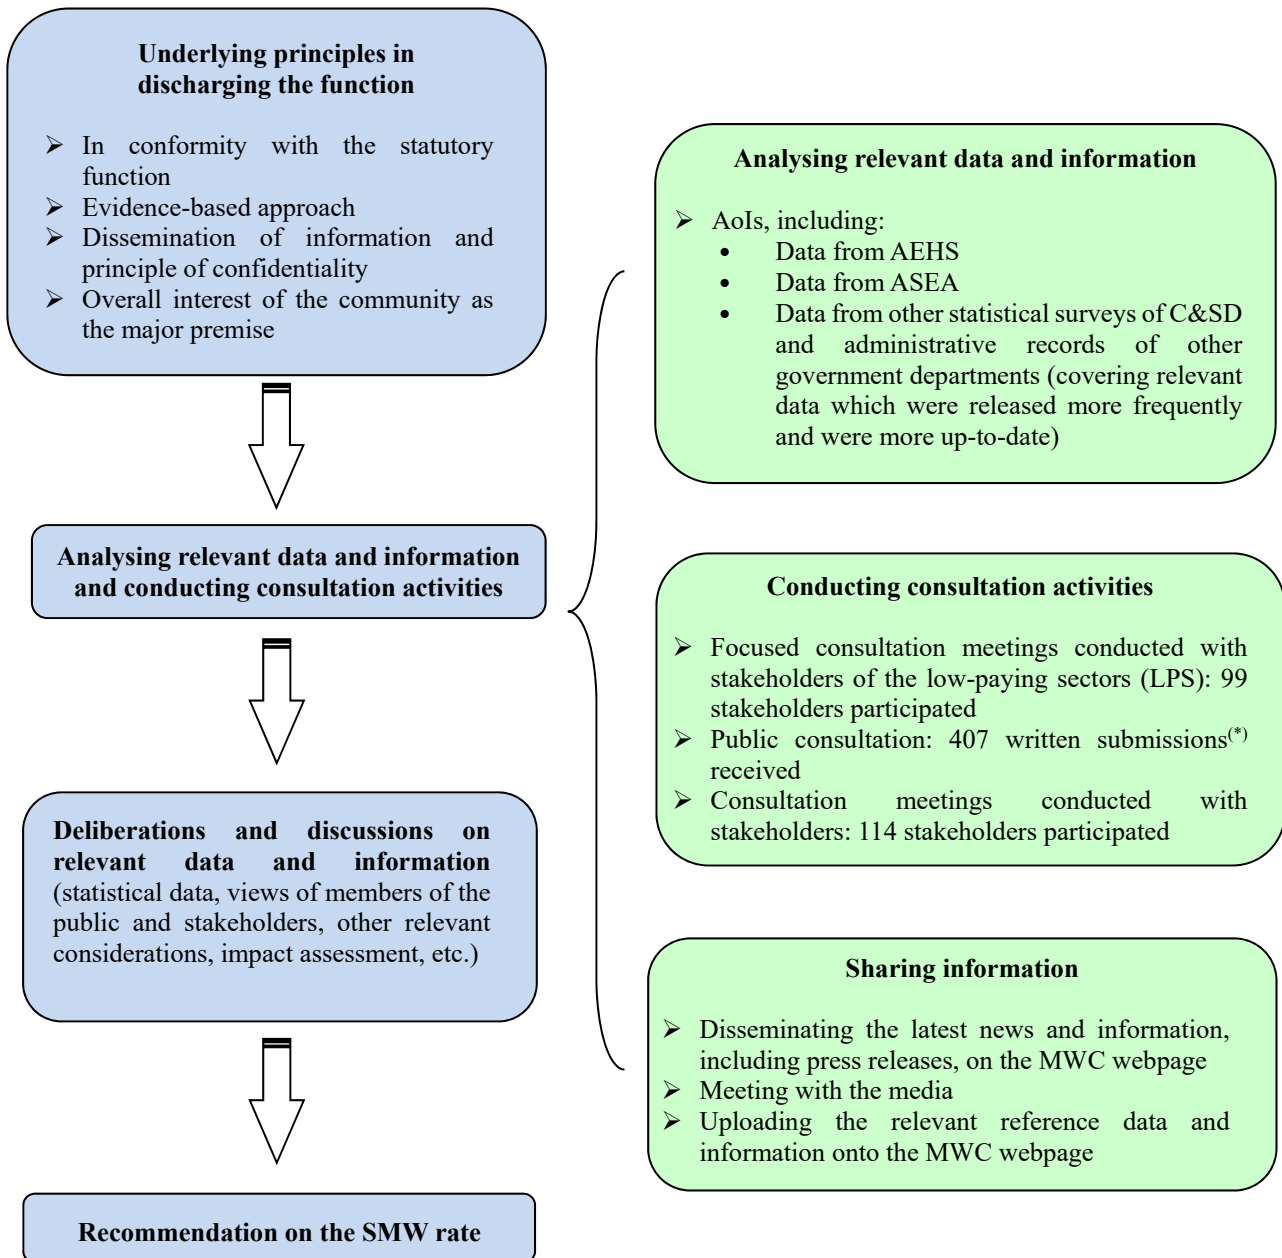 Underlying principles in
discharging the function
➢ In conformity with the statutory
function
➢ Evidence-based approach
➢ Dissemination of information and
principle of confidentiality
➢ Overall interest of the community as
the major premise
Analysing relevant data and information
and conducting consultation activities
Deliberations and discussions on
relevant data and information
(statistical data, views of members of the
public and stakeholders, other relevant
considerations, impact assessment, etc.)
Recommendation on the SMW rate
Analysing relevant data and information
➢ AoIs, including:
• Data from AEHS
• Data from ASEA
• Data from other statistical surveys of C&SD
and administrative records of other
government departments (covering relevant
data which were released more frequently
and were more up-to-date)
Conducting consultation activities
➢ Focused consultation meetings conducted with
stakeholders of the low-paying sectors (LPS): 99
stakeholders participated
➢ Public consultation: 407 written submissions(*)
received
➢ Consultation meetings conducted with
stakeholders: 114 stakeholders participated
Sharing information
➢ Disseminating the latest news and information,
including press releases, on the MWC webpage
➢ Meeting with the media
➢ Uploading the relevant reference data and
information onto the MWC webpage